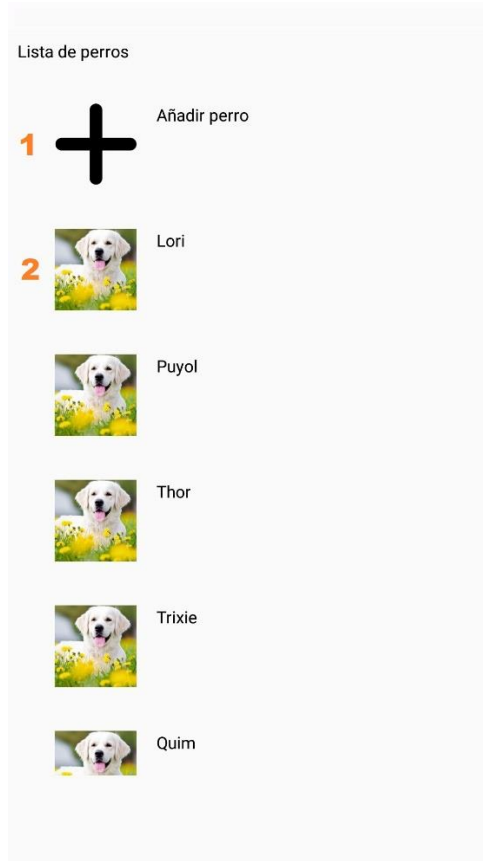 Lista de perros
Añadir perro
1
Lori
2
Puyol
Thor
Trixie
Quim